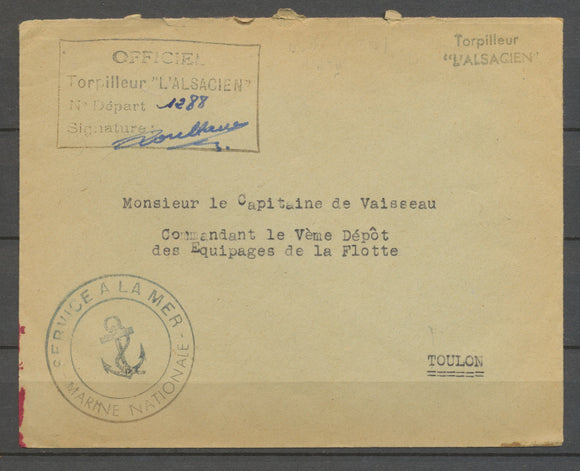 OFFICIEL
Torpilleur "L'ALSACIEN"
N° Départ 1288
Signature:
Torpilleur
"L'ALSACIEN"
Monsieur le Capitaine de Vaisseau
Commandant le Vème Dépôt
des Equipages de la Flotte
TOULON
SERVICE A LA MER
MARINE NATIONALE